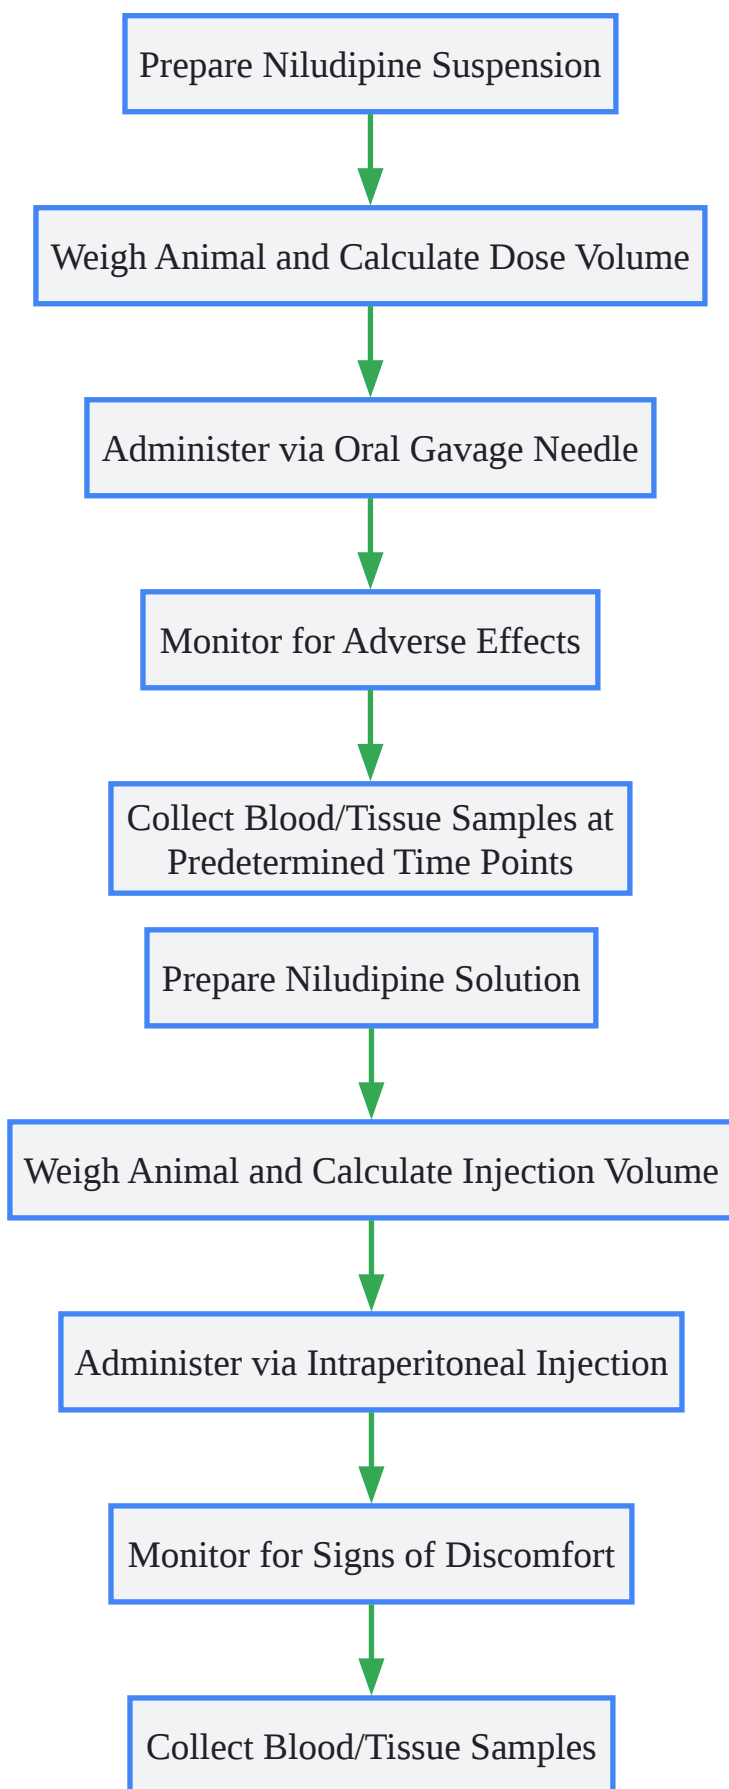 Prepare Niludipine Suspension
Weigh Animal and Calculate Dose Volume
Administer via Oral Gavage Needle
Monitor for Adverse Effects
Collect Blood/Tissue Samples at
Predetermined Time Points
Prepare Niludipine Solution
Weigh Animal and Calculate Injection Volume
Administer via Intraperitoneal Injection
Monitor for Signs of Discomfort
Collect Blood/Tissue Samples